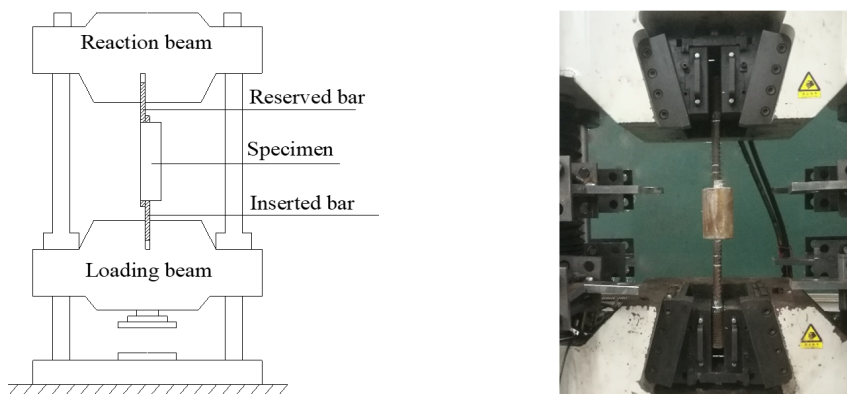 Reaction beam
Reserved bar
Specimen
Inserted bar
Loading beam